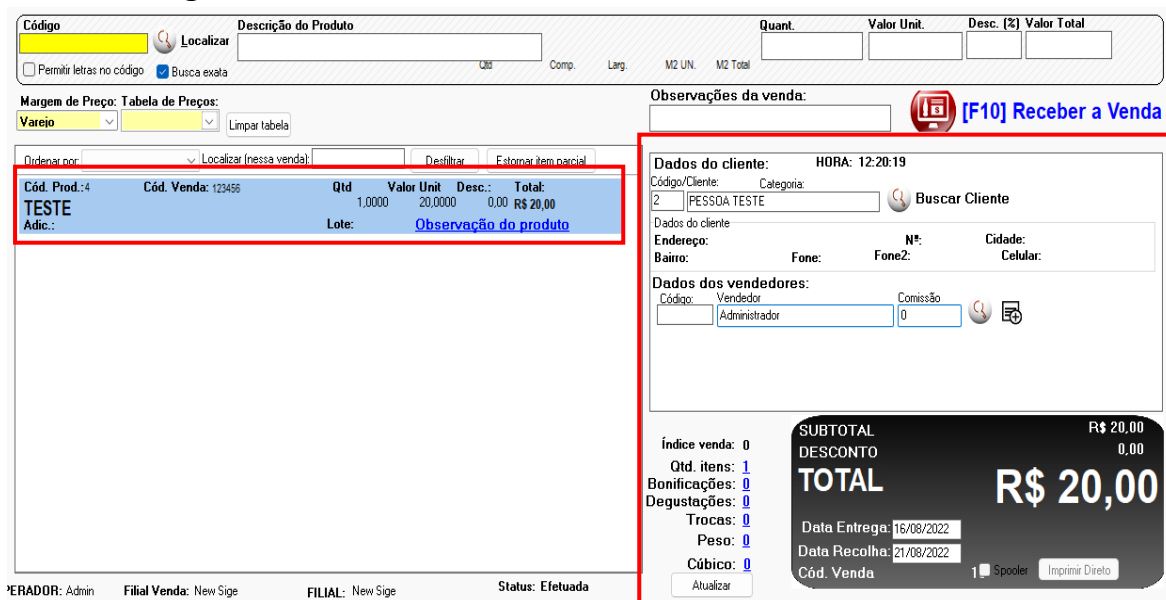 Código Descrição do Produto Quant. Valor Unit. Desc. (%) Valor Total
Localizar
Permitir letras no código Busca exata Qtd Comp. Larg. M2 UN. M2 Total
Margem de Preço: Tabela de Preços: Observações da venda:
Varejo Limpar tabela [F10] Receber a Venda
Ordenar por: Localizar (nessa venda): Desfiltrar Estornar item parcial
Cód. Prod.:4 Cód. Venda: 123456 Qtd Valor Unit Desc.: Total:
TESTE 1,0000 20,0000 0,00 R$ 20,00
Adic.: Lote: Observação do produto
Dados do cliente: HORA: 12:20:19
Código/Cliente: Categoria:
2 PESSOA TESTE Buscar Cliente
Dados do cliente
Endereço: Nº: Cidade:
Bairro: Fone: Fone2: Celular:
Dados dos vendedores:
Código: Vendedor Comissão
Administrador 0
Índice venda: 0
Qtd. itens: 1
Bonificações: 0
Degustações: 0
Trocas: 0
Peso: 0
Cúbico: 0
Atualizar
SUBTOTAL R$ 20,00
DESCONTO 0,00
TOTAL R$ 20,00
Data Entrega: 16/08/2022
Data Recolha: 21/08/2022
Cód. Venda 1 Spooler Imprimir Direto
PERADOR: Admin Filial Venda: New Sige FILIAL: New Sige Status: Efetuada